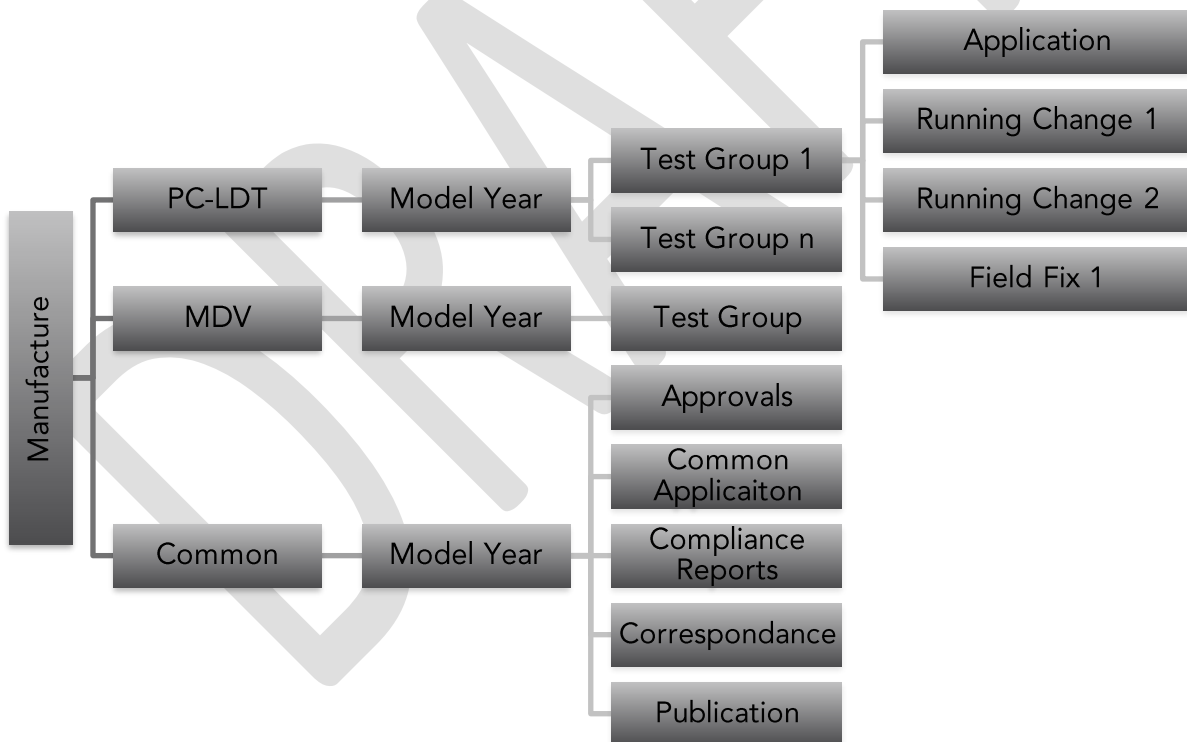 Manufacture
PC-LDT
Model Year
Test Group 1
Application
Running Change 1
Running Change 2
Field Fix 1
Test Group n
MDV
Model Year
Test Group
Common
Model Year
Approvals
Common
Applicaiton
Compliance
Reports
Correspondance
Publication